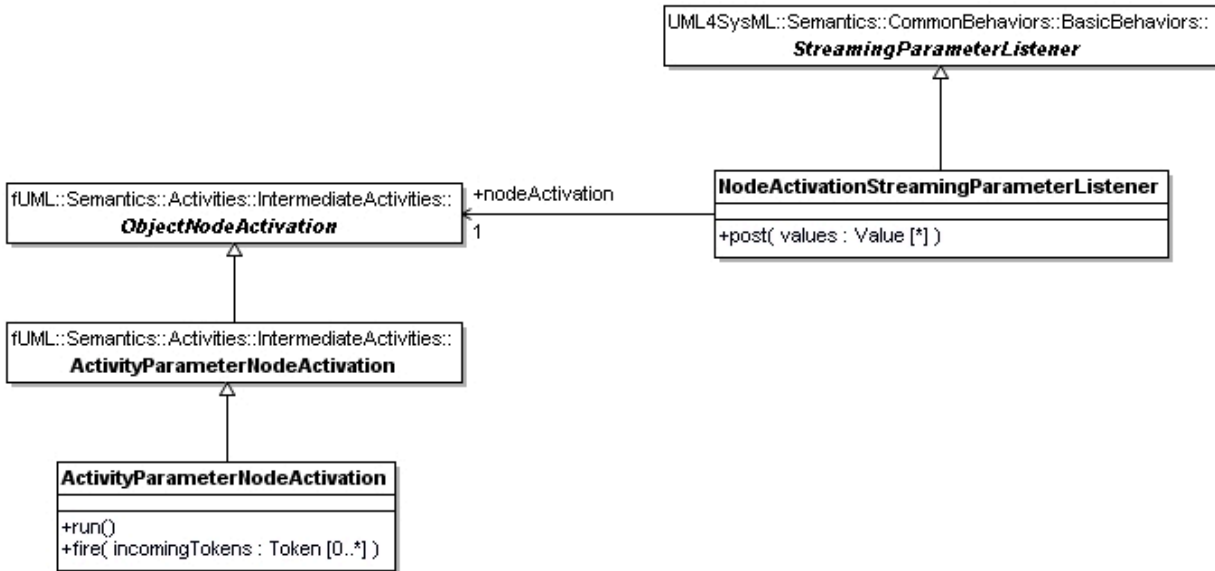 UML4SysML::Semantics::CommonBehaviors::BasicBehaviors::
StreamingParameterListener
fUML::Semantics::Activities::IntermediateActivities::
ObjectNodeActivation
+nodeActivation
1
NodeActivationStreamingParameterListener
+post( values : Value [*] )
fUML::Semantics::Activities::IntermediateActivities::
ActivityParameterNodeActivation
ActivityParameterNodeActivation
+run()
+fire( incomingTokens : Token [0..*] )